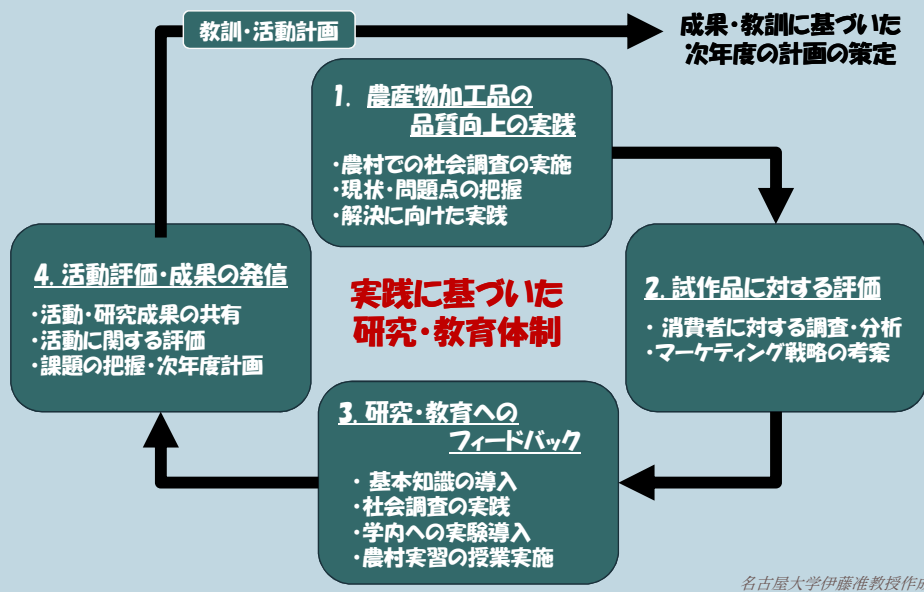 教訓・活動計画
成果・教訓に基づいた
次年度の計画の策定
1. 農産物加工品の
品質向上の実践
・農村での社会調査の実施
・現状・問題点の把握
・解決に向けた実践
2. 試作品に対する評価
・ 消費者に対する調査・分析
・マーケティング戦略の考案
実践に基づいた
研究・教育体制
3. 研究・教育への
フィードバック
・ 基本知識の導入
・社会調査の実践
・学内への実験導入
・農村実習の授業実施
4. 活動評価・成果の発信
・活動・研究成果の共有
・活動に関する評価
・課題の把握・次年度計画
名古屋大学伊藤准教授作成